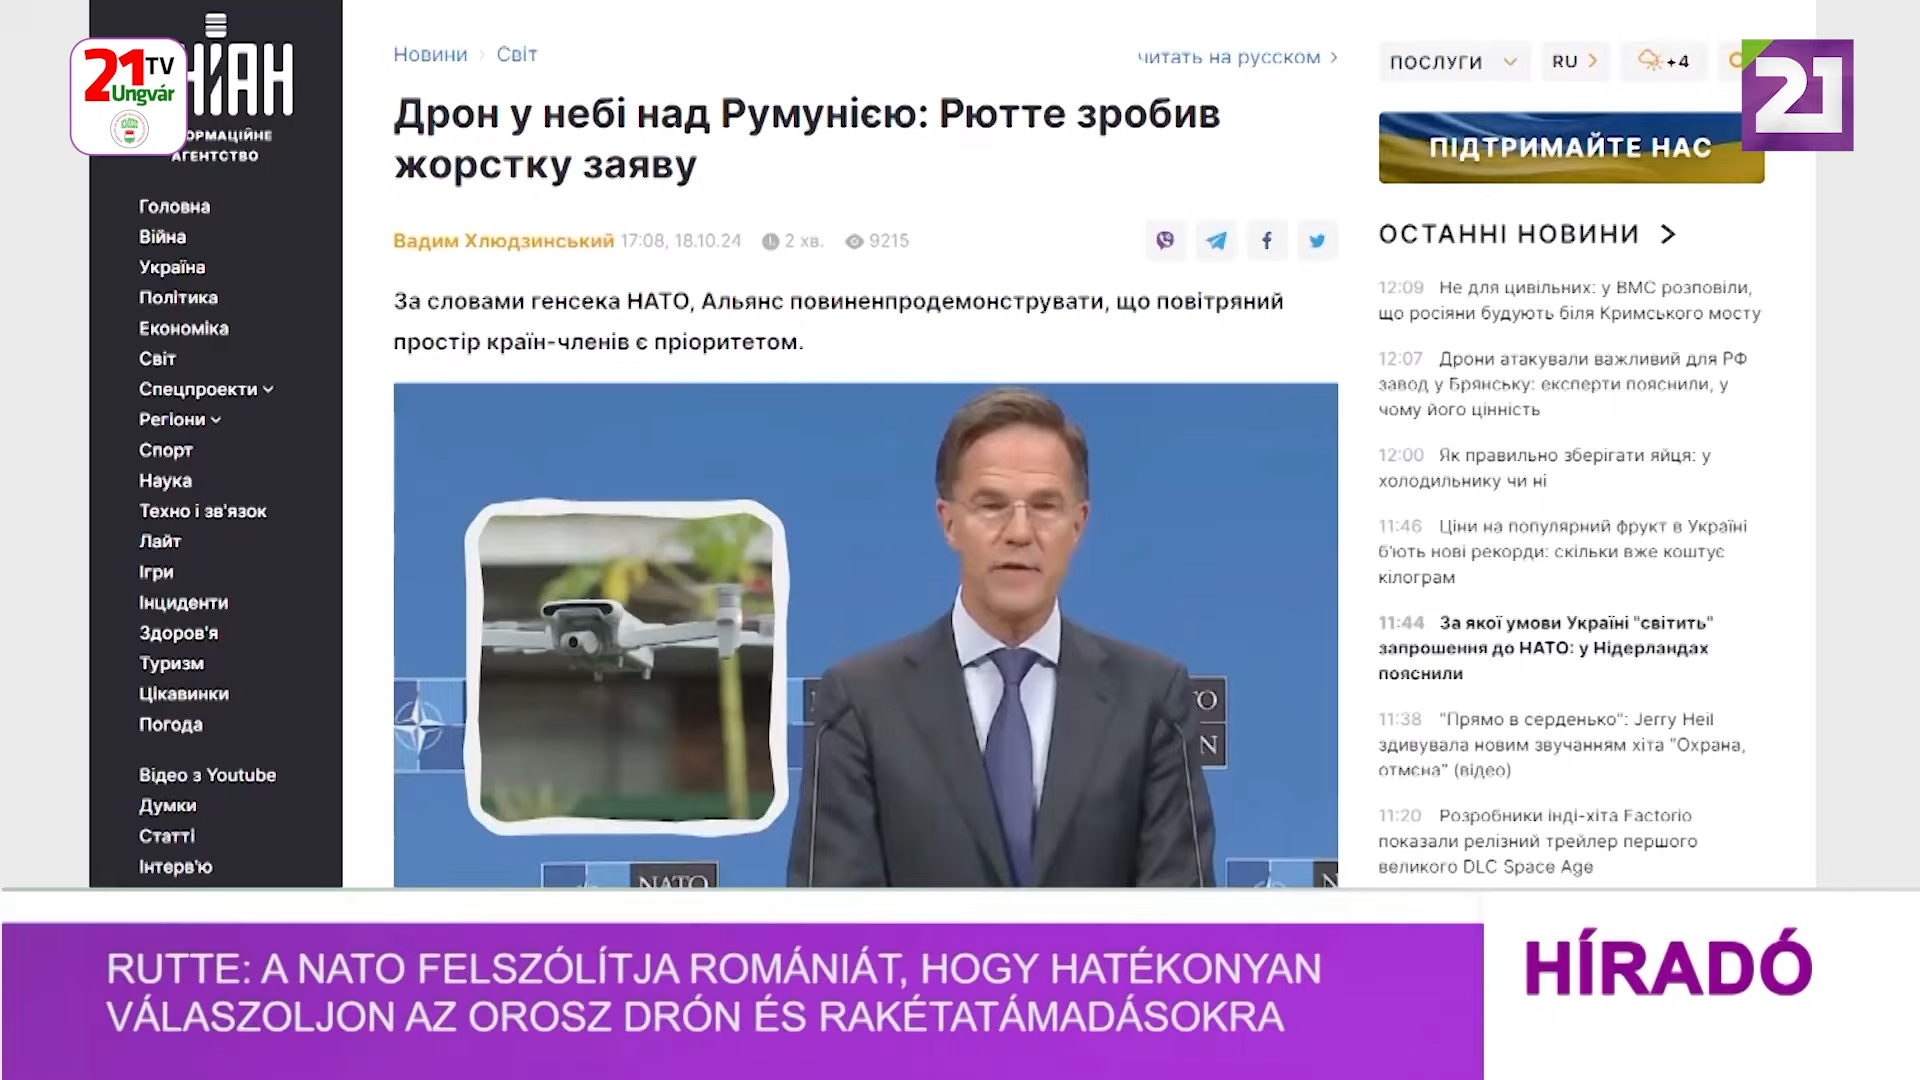 21 TV
Ungvár
НІАН
ОРМАЦІЙНЕ
АГЕНТСТВО
Головна
Війна
Україна
Політика
Економіка
Світ
Спецпроекти
Регіони
Спорт
Наука
Техно і зв'язок
Лайт
Ігри
Інциденти
Здоров'я
Туризм
Цікавинки
Погода
Відео з Youtube
Думки
Статті
Інтерв'ю
Новини › Світ
читать на русском ›
Дрон у небі над Румунією: Рютте зробив
жорстку заяву
Вадим Хлюдзинський 17:08, 18.10.24 2 хв. 9215
За словами генсека НАТО, Альянс повиненпродемонструвати, що повітряний
простір країн-членів є пріоритетом.
NATO
ПОСЛУГИ RU +4
21
ПІДТРИМАЙТЕ НАС
ОСТАННІ НОВИНИ
12:09 Не для цивільних: у ВМС розповіли,
що росіяни будують біля Кримського мосту
12:07 Дрони атакували важливий для РФ
завод у Брянську: експерти пояснили, у
чому його цінність
12:00 Як правильно зберігати яйця: у
холодильнику чи ні
11:46 Ціни на популярний фрукт в Україні
б'ють нові рекорди: скільки вже коштує
кілограм
11:44 За якої умови Україні "світить"
запрошення до НАТО: у Нідерландах
пояснили
11:38 "Прямо в серденько": Jerry Heil
здивувала новим звучанням хіта "Охрана,
отмєна" (відео)
11:20 Розробники інді-хіта Factorio
показали релізний трейлер першого
великого DLC Space Age
RUTTE: A NATO FELSZÓLÍTJA ROMÁNIÁT, HOGY HATÉKONYAN
VÁLASZOLJON AZ OROSZ DRÓN ÉS RAKÉTATÁMADÁSOKRA
HÍRADÓ